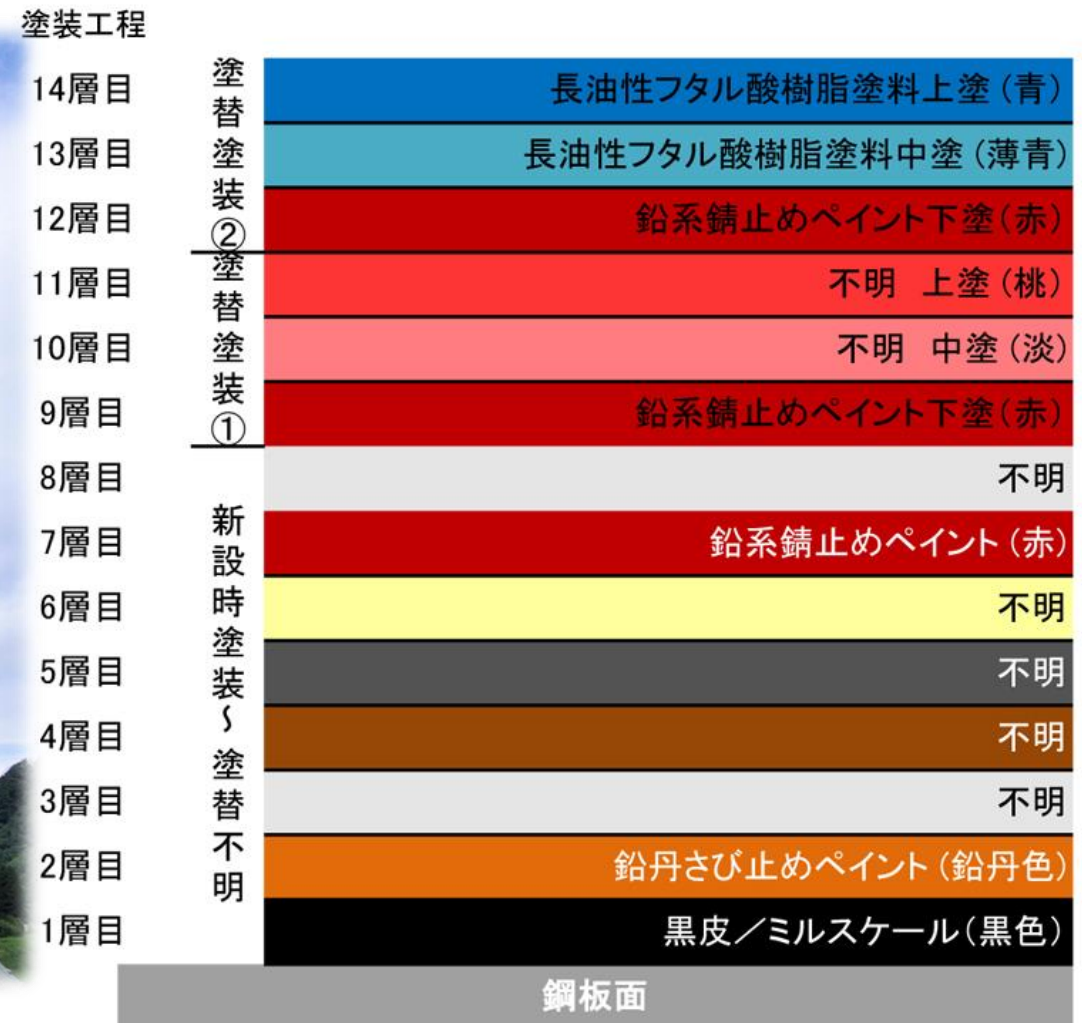 塗装工程
14層目
長油性フタル酸樹脂塗料上塗(青)
13層目
長油性フタル酸樹脂塗料中塗(薄青)
12層目
鉛系錆止めペイント下塗(赤)
塗替塗装②
11層目
不明 上塗(桃)
10層目
不明 中塗(淡)
9層目
鉛系錆止めペイント下塗(赤)
塗替塗装①
8層目
不明
7層目
鉛系錆止めペイント(赤)
6層目
不明
5層目
不明
4層目
不明
3層目
不明
2層目
鉛丹さび止めペイント(鉛丹色)
1層目
黒皮/ミルスケール(黒色)
新設時塗装~塗替不明
鋼板面